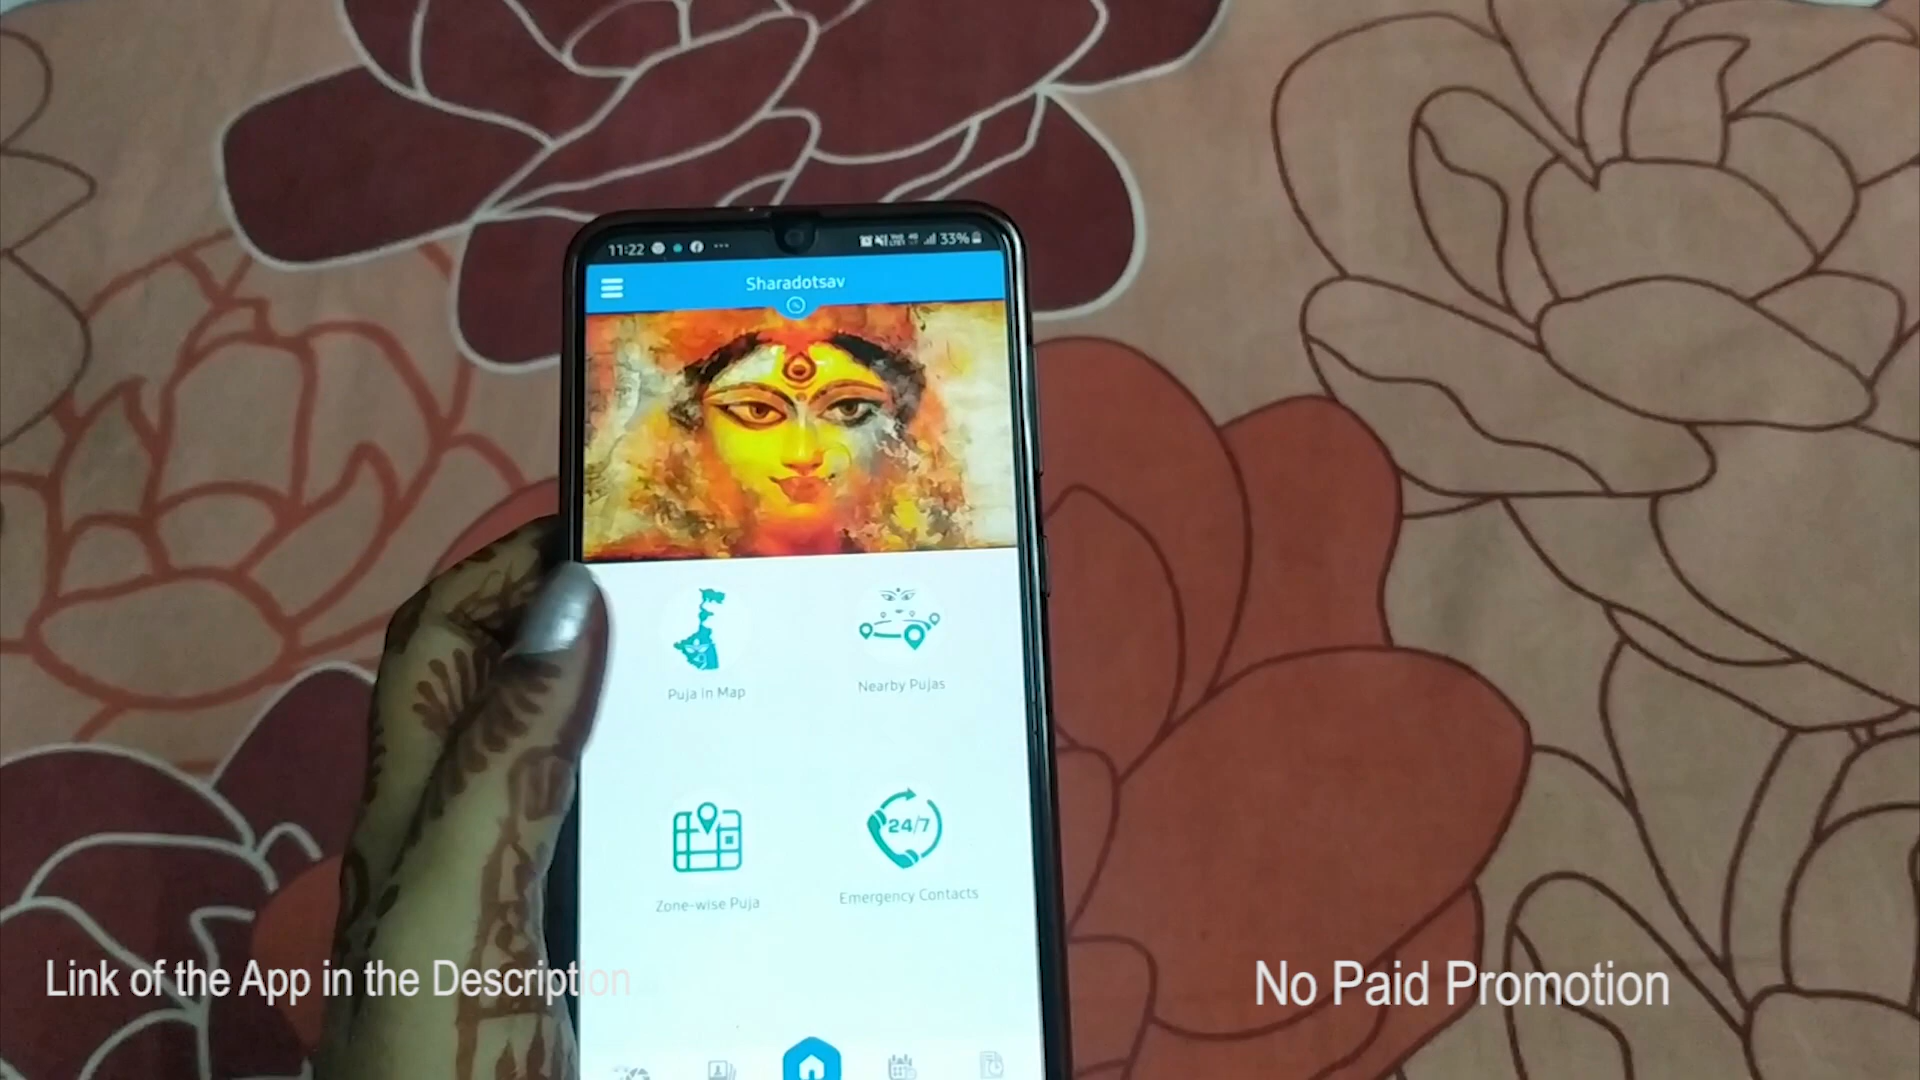 11:22
33%
Sharadotsav
Puja in Map
Nearby Pujas
24/7
Zone-wise Puja
Emergency Contacts
Link of the App in the Description
No Paid Promotion